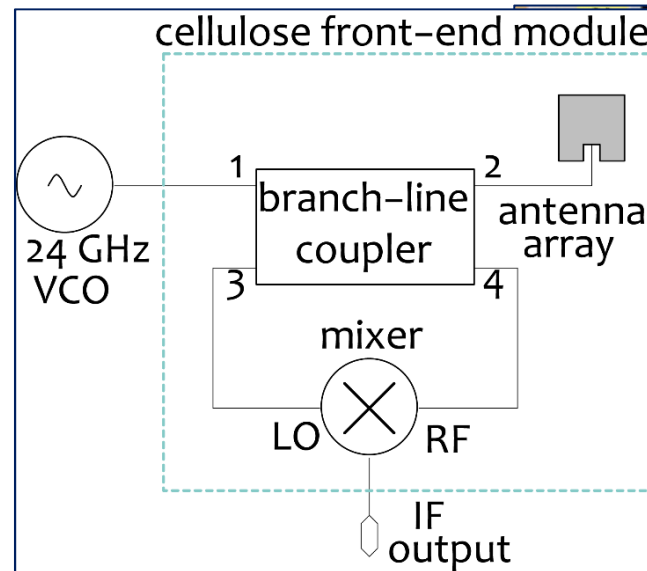 cellulose front-end module
1
2
branch-line
coupler
antenna
array
24 GHz
VCO
3
4
mixer
LO
RF
IF
output